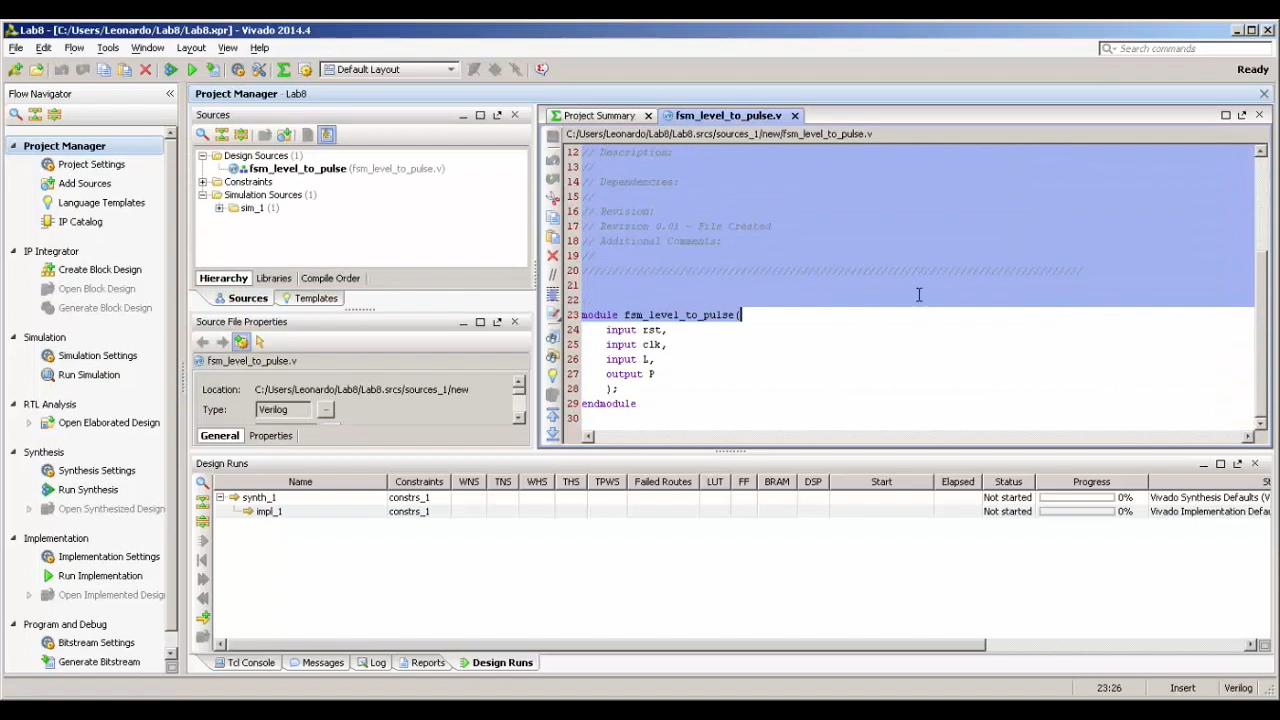 Lab8 - [C:/Users/Leonardo/Lab8/Lab8.xpr] - Vivado 2014.4
File Edit Flow Tools Window Layout View Help
Search commands
Default Layout
Ready
Flow Navigator
Project Manager
Project Settings
Add Sources
Language Templates
IP Catalog
IP Integrator
Create Block Design
Open Block Design
Generate Block Design
Simulation
Simulation Settings
Run Simulation
RTL Analysis
Open Elaborated Design
Synthesis
Synthesis Settings
Run Synthesis
Open Synthesized Design
Implementation
Implementation Settings
Run Implementation
Open Implemented Desig
Program and Debug
Bitstream Settings
Generate Bitstream
Project Manager - Lab8
Sources
Design Sources (1)
fsm_level_to_pulse (fsm_level_to_pulse.v)
Constraints
Simulation Sources (1)
sim_1 (1)
Hierarchy Libraries Compile Order
Sources Templates
Source File Properties
fsm_level_to_pulse.v
Location: C:/Users/Leonardo/Lab8/Lab8.srcs/sources_1/new
Type: Verilog
General Properties
Project Summary fsm_level_to_pulse.v
C:/Users/Leonardo/Lab8/Lab8.srcs/sources_1/new/fsm_level_to_pulse.v
12 // Description:
13 //
14 // Dependencies:
15 //
16 // Revision:
17 // Revision 0.01 - File Created
18 // Additional Comments:
19 //
20 //////////////////////////////////////////////////////////////////////////////////
21
22
23 module fsm_level_to_pulse(
24 input rst,
25 input clk,
26 input L,
27 output P
28 );
29 endmodule
30
Design Runs
Name Constraints WNS TNS WHS THS TPWS Failed Routes LUT FF BRAM DSP Start Elapsed Status Progress St
synth_1 constrs_1 Not started 0% Vivado Synthesis Defaults (V
impl_1 constrs_1 Not started 0% Vivado Implementation Defau
Tcl Console Messages Log Reports Design Runs
23:26 Insert Verilog